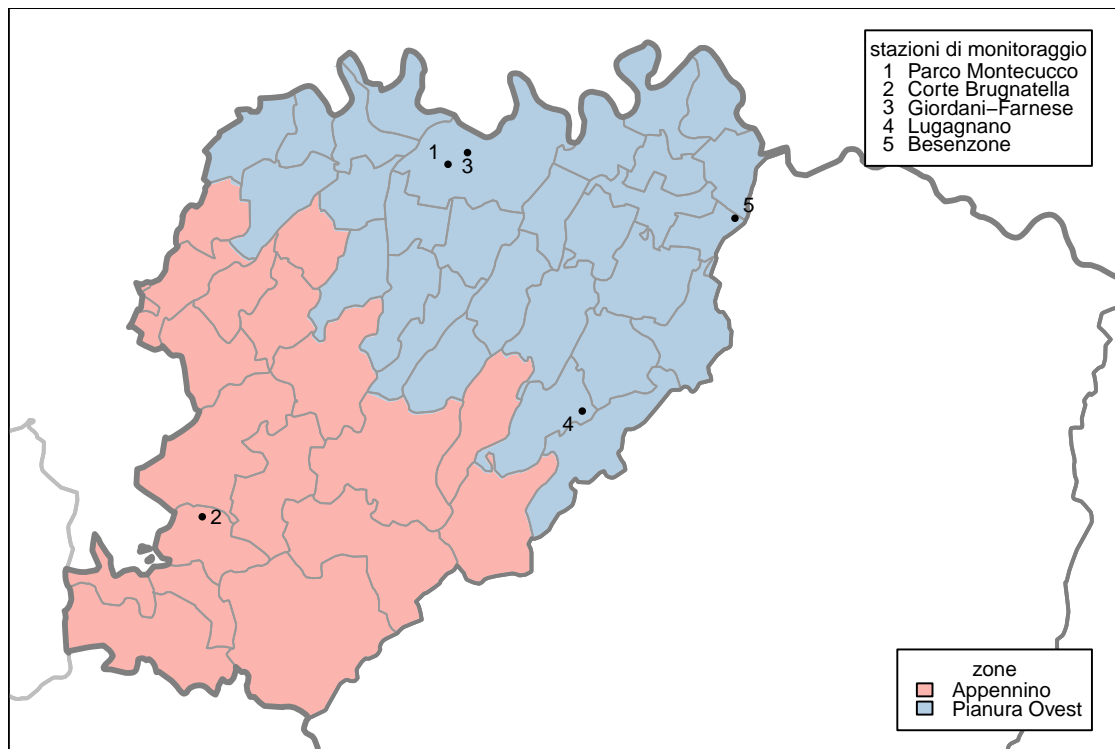 stazioni di monitoraggio
1 Parco Montecucco
2 Corte Brugnatella
3 Giordani−Farnese
4 Lugagnano
5 Besenzone
1
3
5
4
2
zone
Appennino
Pianura Ovest